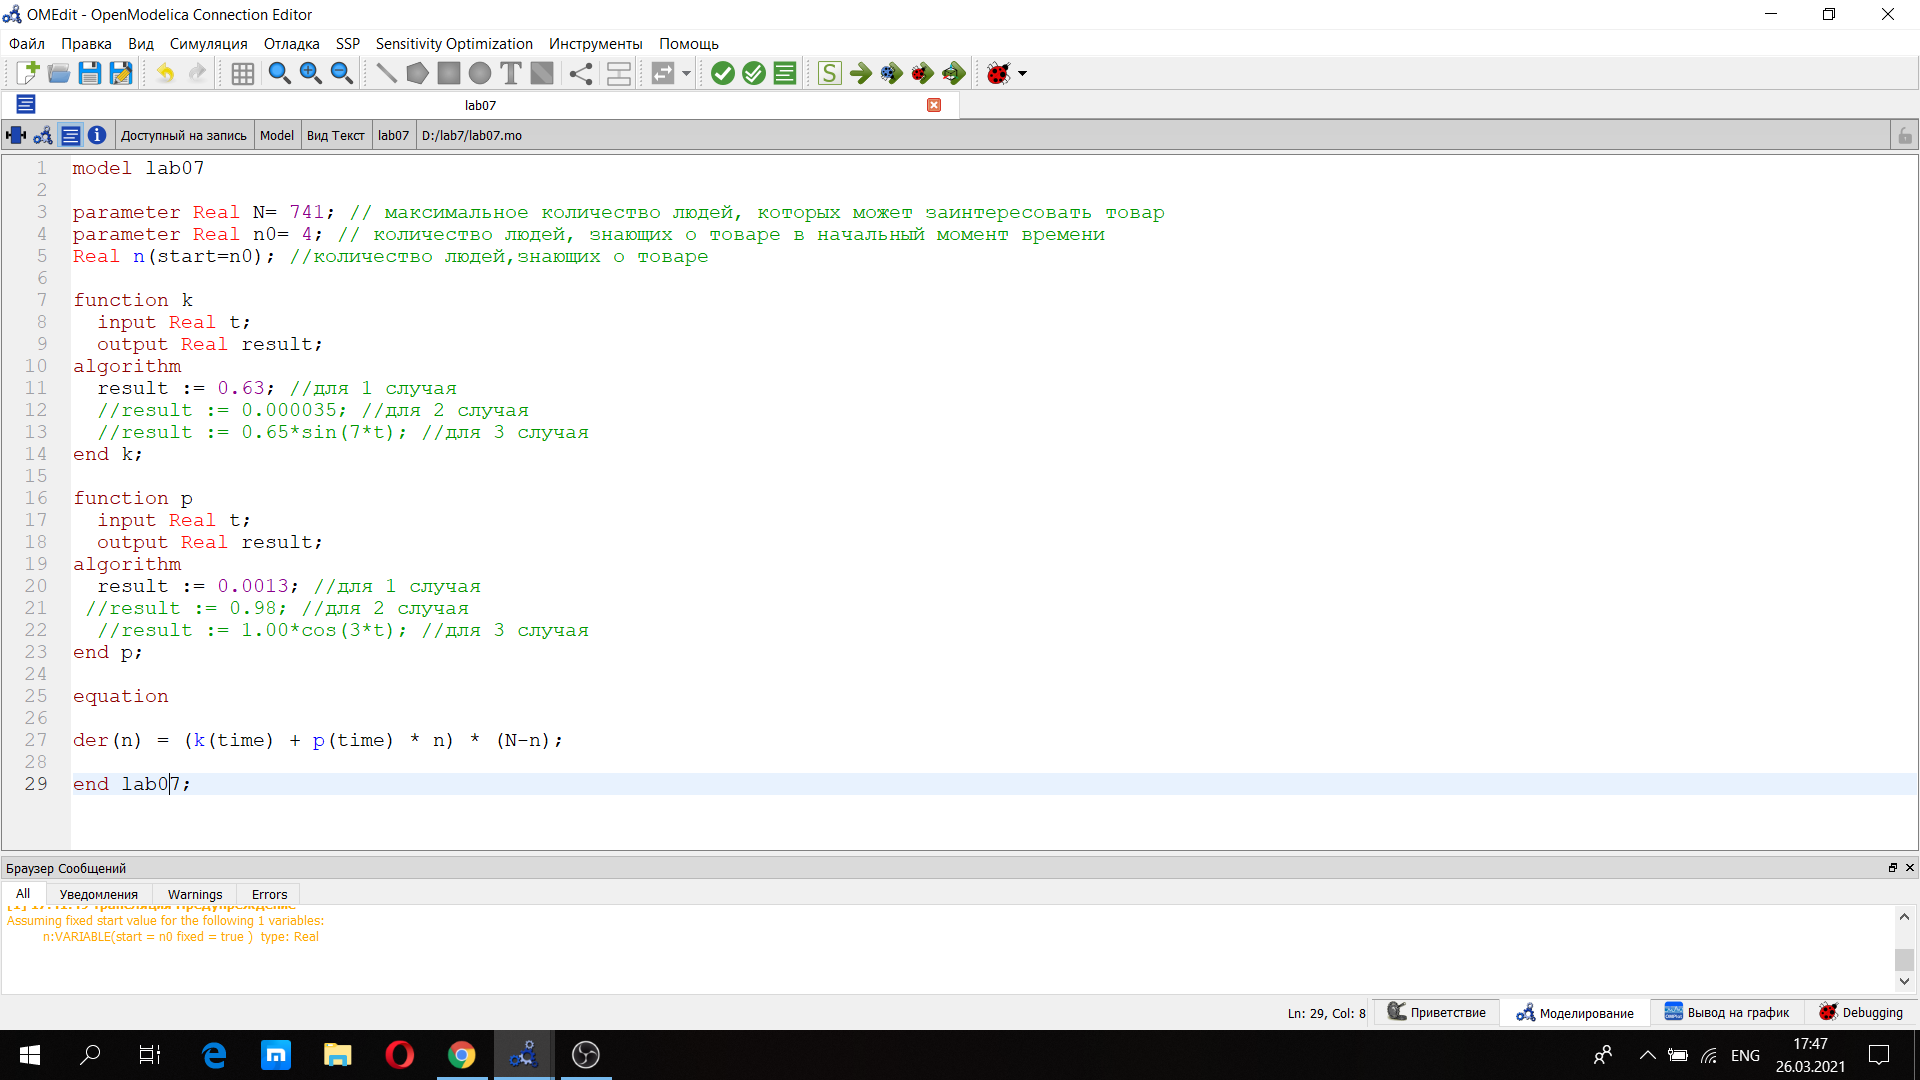 OMEdit - OpenModelica Connection Editor
Файл Правка Вид Симуляция Отладка SSP Sensitivity Optimization Инструменты Помощь
lab07
Доступный на запись Model Вид Текст lab07 D:/lab7/lab07.mo
1 model lab07
2
3 parameter Real N= 741; // максимальное количество людей, которых может заинтересовать товар
4 parameter Real n0= 4; // количество людей, знающих о товаре в начальный момент времени
5 Real n(start=n0); //количество людей,знающих о товаре
6
7 function k
8 input Real t;
9 output Real result;
10 algorithm
11 result := 0.63; //для 1 случая
12 //result := 0.000035; //для 2 случая
13 //result := 0.65*sin(7*t); //для 3 случая
14 end k;
15
16 function p
17 input Real t;
18 output Real result;
19 algorithm
20 result := 0.0013; //для 1 случая
21 //result := 0.98; //для 2 случая
22 //result := 1.00*cos(3*t); //для 3 случая
23 end p;
24
25 equation
26
27 der(n) = (k(time) + p(time) * n) * (N-n);
28
29 end lab07;
Браузер Сообщений
All Уведомления Warnings Errors
Assuming fixed start value for the following 1 variables:
n:VARIABLE(start = n0 fixed = true ) type: Real
Ln: 29, Col: 8 Приветствие Моделирование Вывод на график Debugging
ENG 17:47
26.03.2021